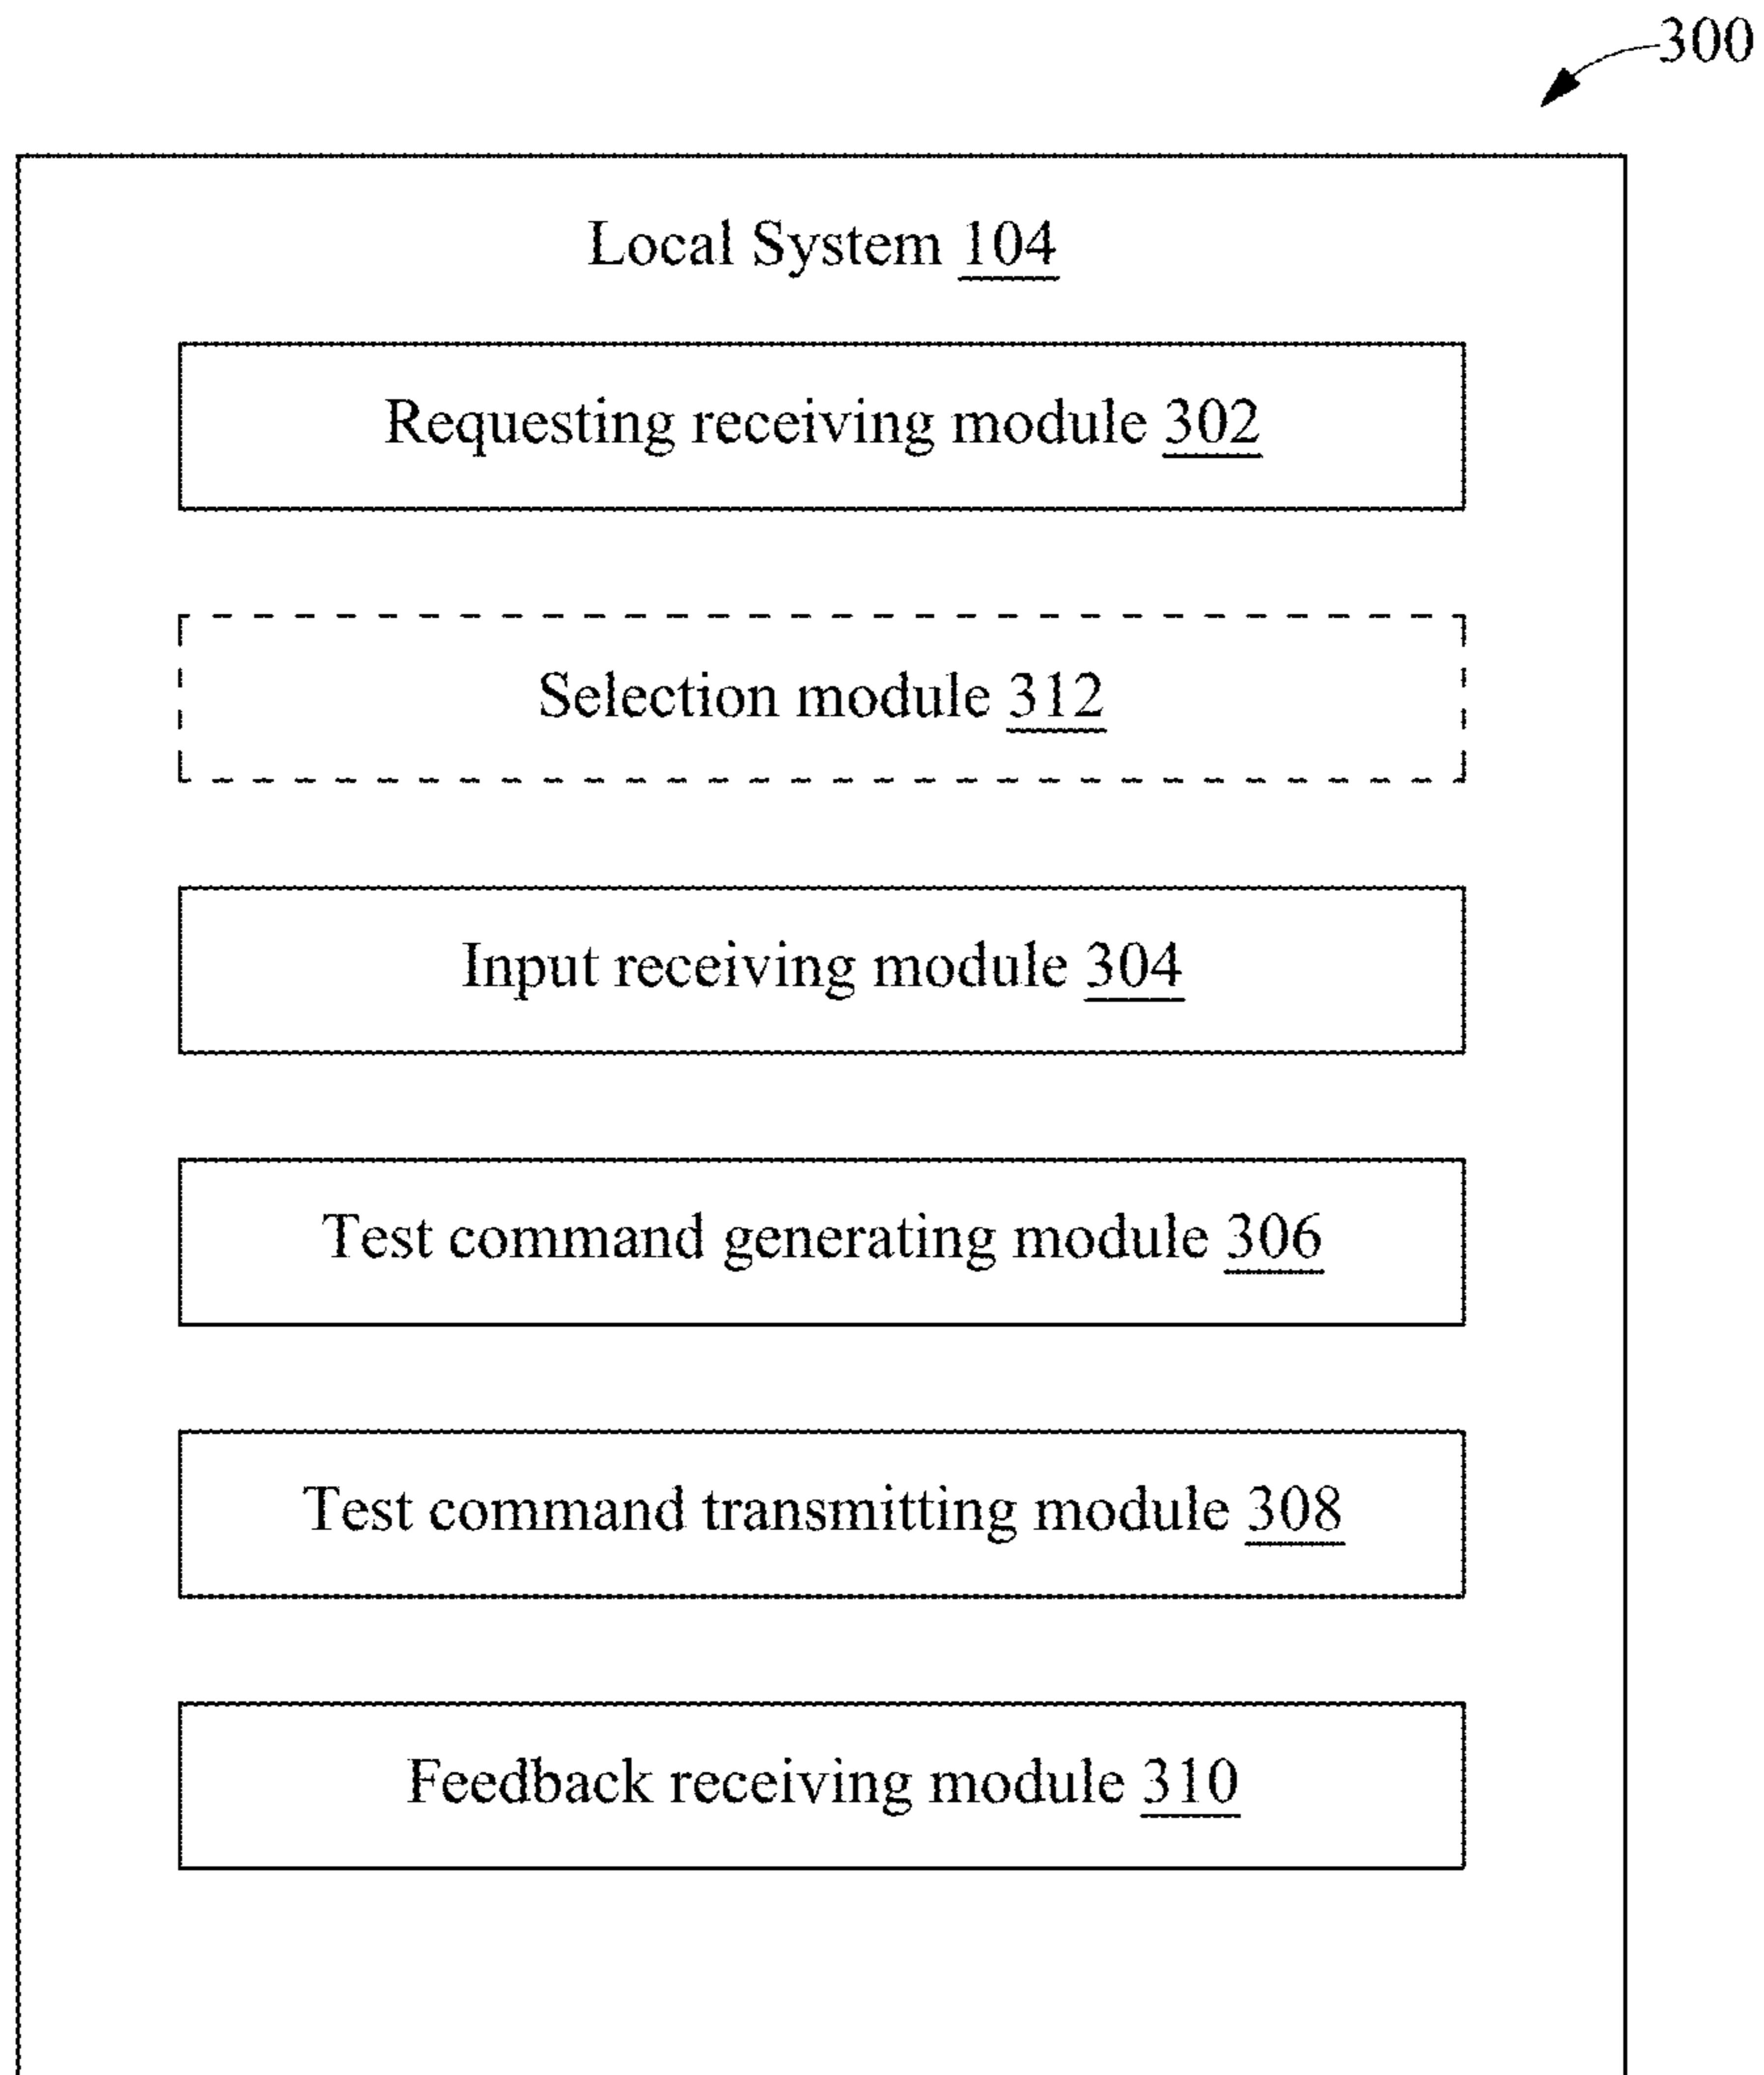 300
Local System 104
Requesting receiving module 302
Selection module 312
Input receiving module 304
Test command generating module 306
Test command transmitting module 308
Feedback receiving module 310